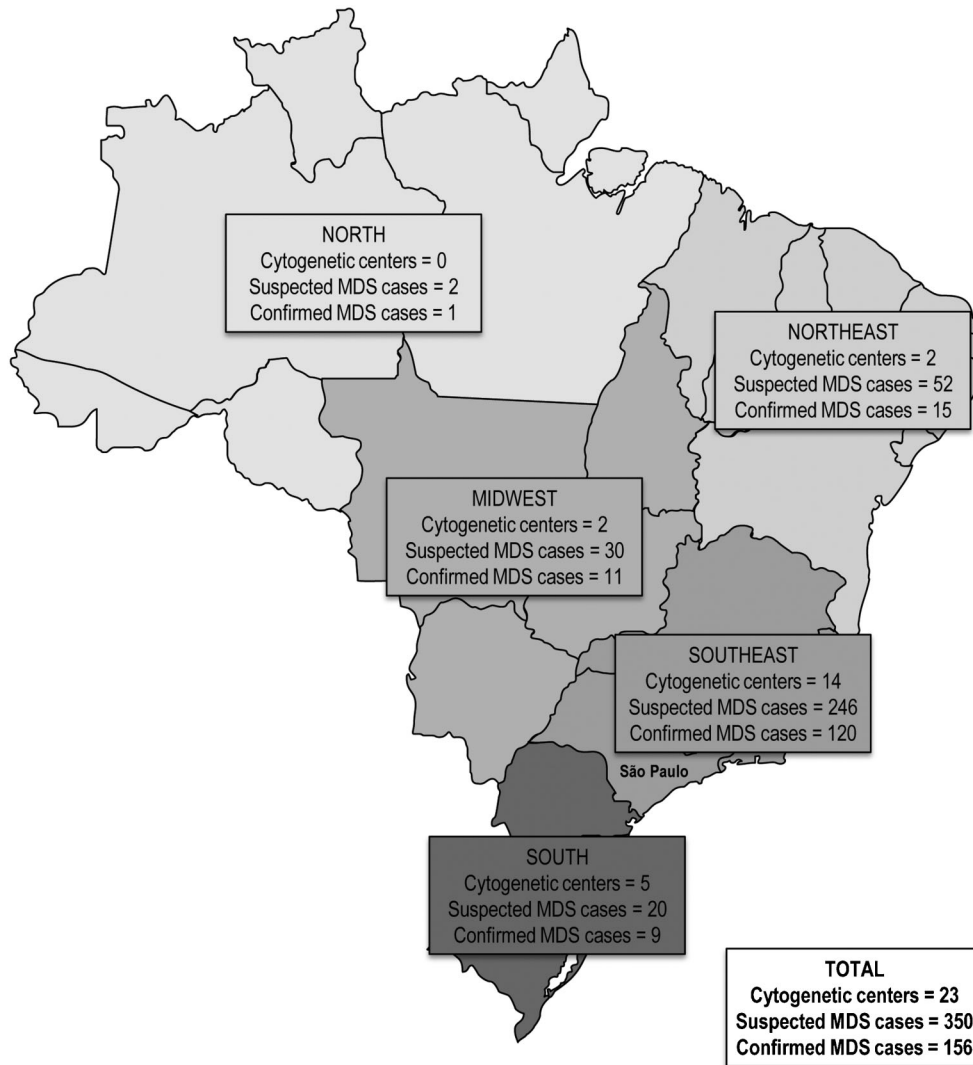 NORTH
Cytogenetic centers = 0
Suspected MDS cases = 2
Confirmed MDS cases = 1
NORTHEAST
Cytogenetic centers = 2
Suspected MDS cases = 52
Confirmed MDS cases = 15
MIDWEST
Cytogenetic centers = 2
Suspected MDS cases = 30
Confirmed MDS cases = 11
SOUTHEAST
Cytogenetic centers = 14
Suspected MDS cases = 246
Confirmed MDS cases = 120
São Paulo
SOUTH
Cytogenetic centers = 5
Suspected MDS cases = 20
Confirmed MDS cases = 9
TOTAL
Cytogenetic centers = 23
Suspected MDS cases = 350
Confirmed MDS cases = 156